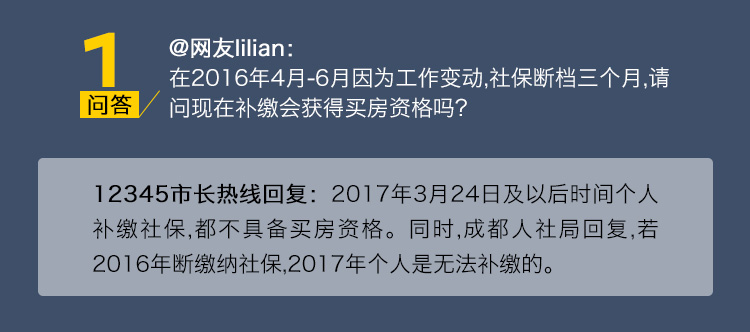 1
问答
@网友lilian：
在2016年4月-6月因为工作变动,社保断档三个月,请
问现在补缴会获得买房资格吗？
12345市长热线回复：2017年3月24日及以后时间个人
补缴社保,都不具备买房资格。同时,成都人社局回复,若
2016年断缴纳社保,2017年个人是无法补缴的。